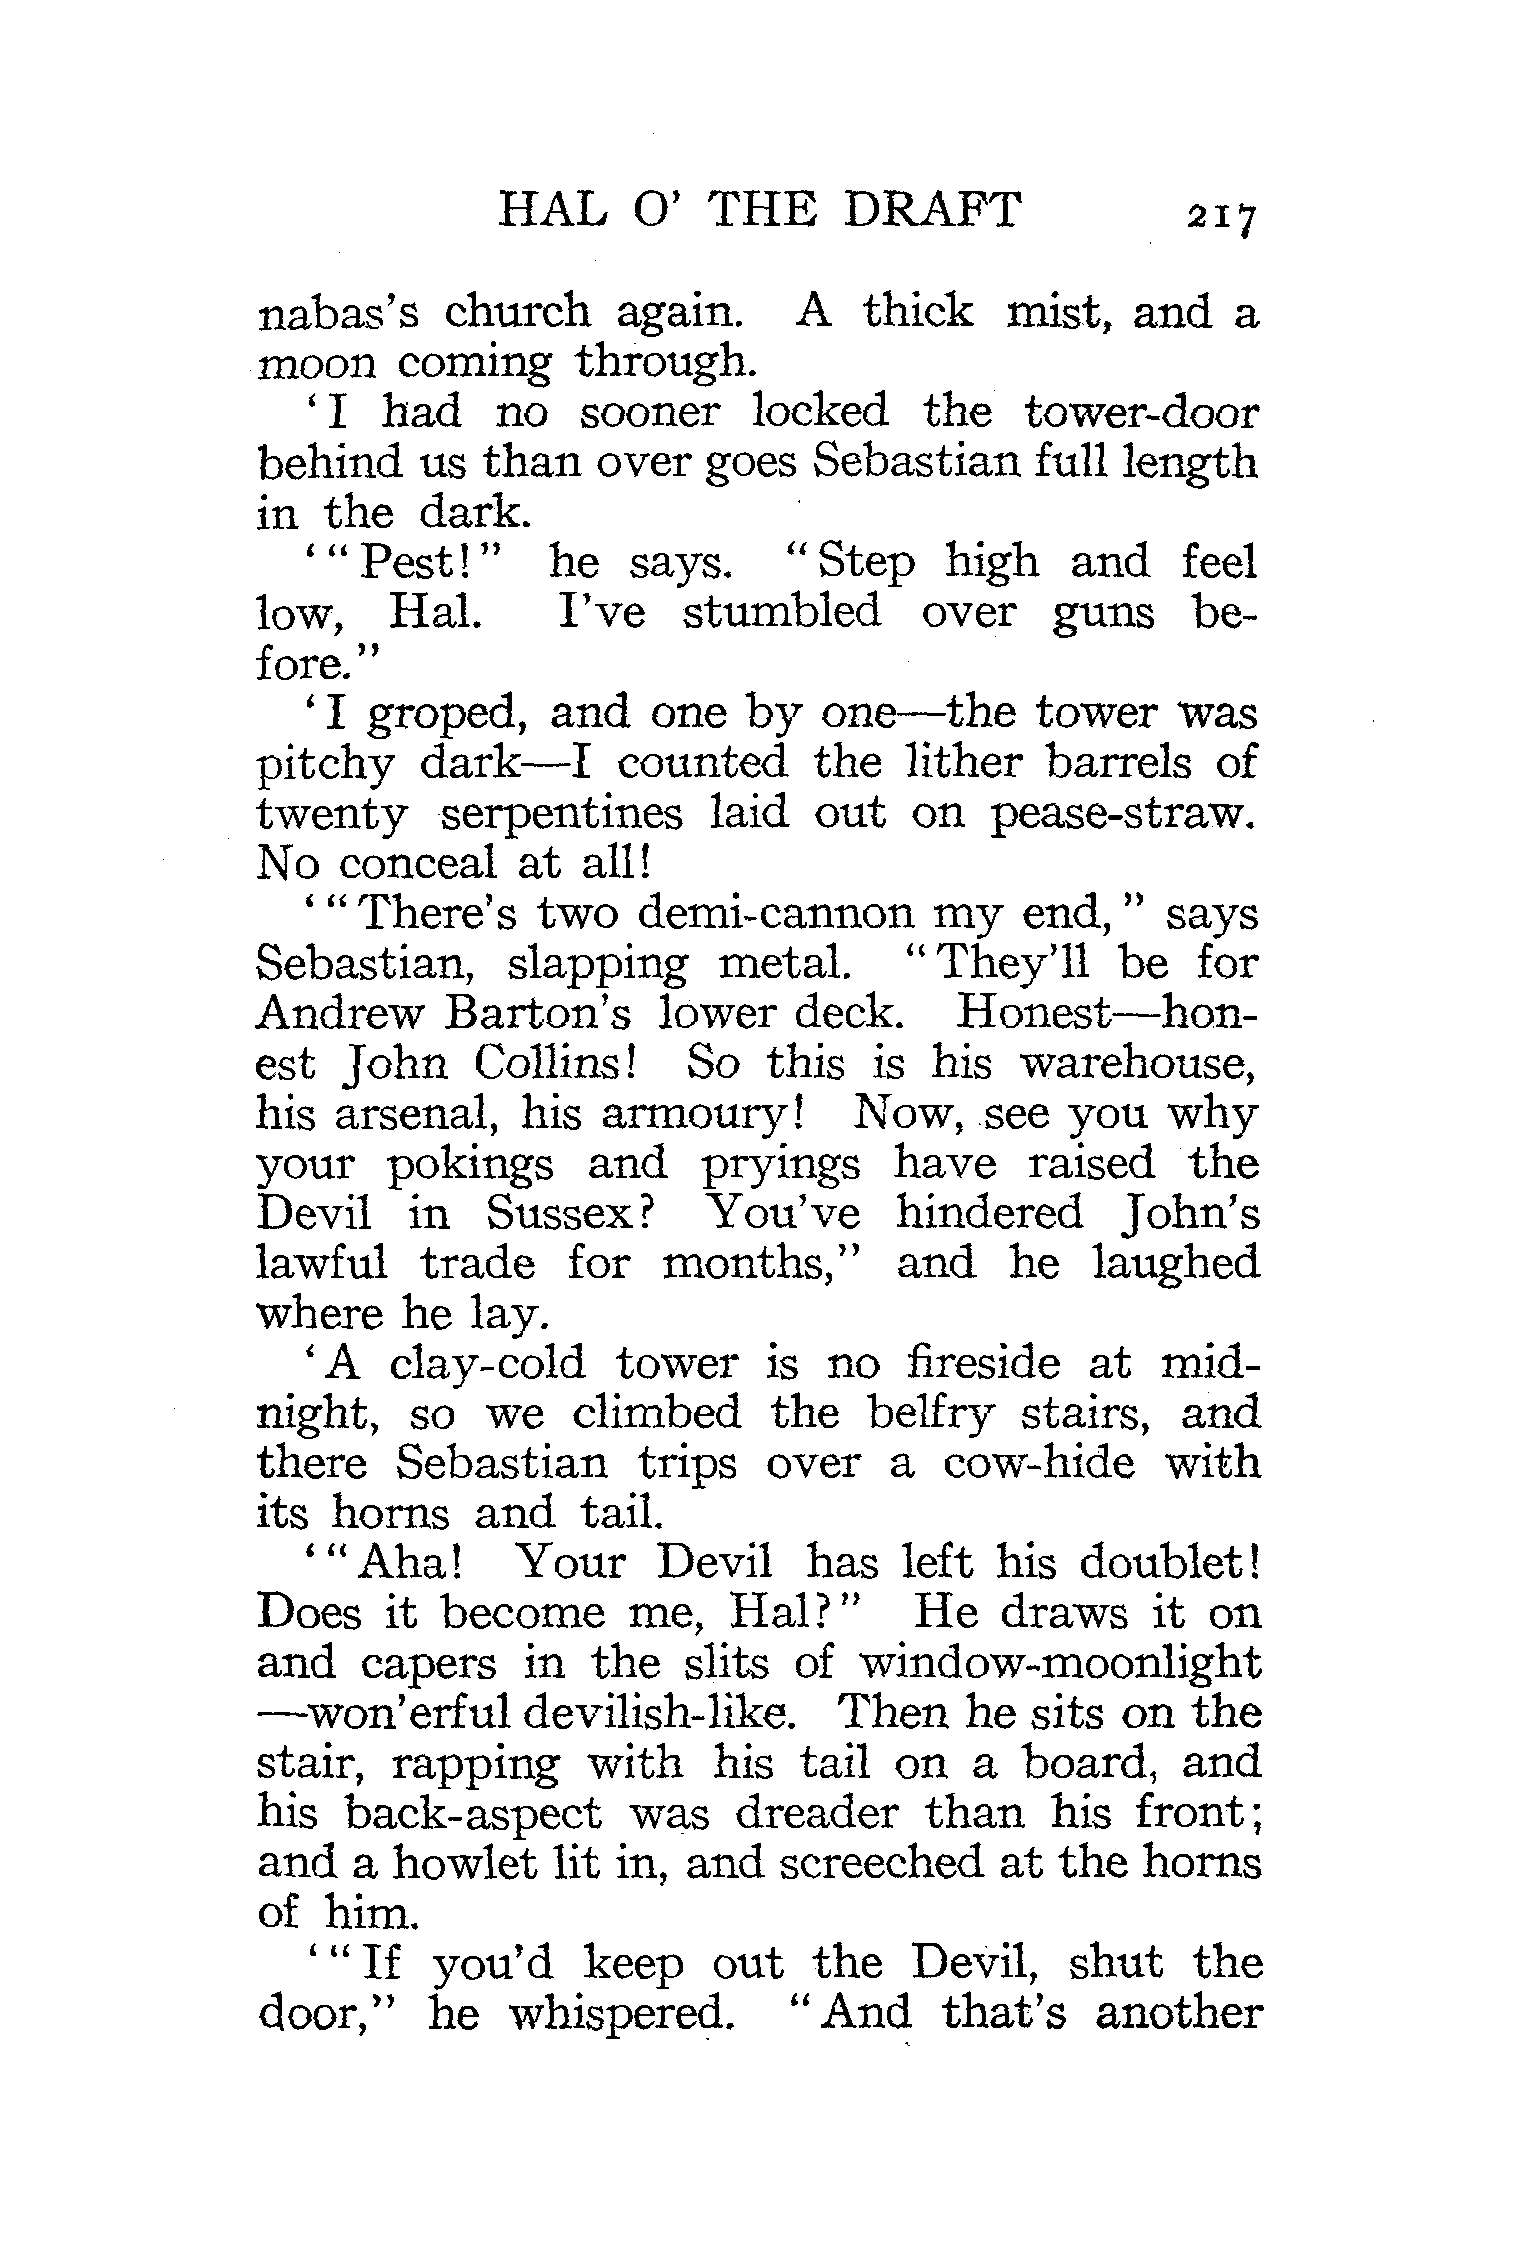 HAL O' THE DRAFT 217
nabas's church again. A thick mist, and a
moon coming through.
'I had no sooner locked the tower-door
behind us than over goes Sebastian full length
in the dark.
'"Pest!" he says. "Step high and feel
low, Hal. I've stumbled over guns be-
fore."
'I groped, and one by one—the tower was
pitchy dark—I counted the lither barrels of
twenty serpentines laid out on pease-straw.
No conceal at all!
'"There's two demi-cannon my end," says
Sebastian, slapping metal. "They'll be for
Andrew Barton's lower deck. Honest—hon-
est John Collins! So this is his warehouse,
his arsenal, his armoury! Now, see you why
your pokings and pryings have raised the
Devil in Sussex? You've hindered John's
lawful trade for months," and he laughed
where he lay.
'A clay-cold tower is no fireside at mid-
night, so we climbed the belfry stairs, and
there Sebastian trips over a cow-hide with
its horns and tail.
'"Aha! Your Devil has left his doublet!
Does it become me, Hal?" He draws it on
and capers in the slits of window-moonlight
—won'erful devilish-like. Then he sits on the
stair, rapping with his tail on a board, and
his back-aspect was dreader than his front;
and a howlet lit in, and screeched at the horns
of him.
'"If you'd keep out the Devil, shut the
door," he whispered. "And that's another